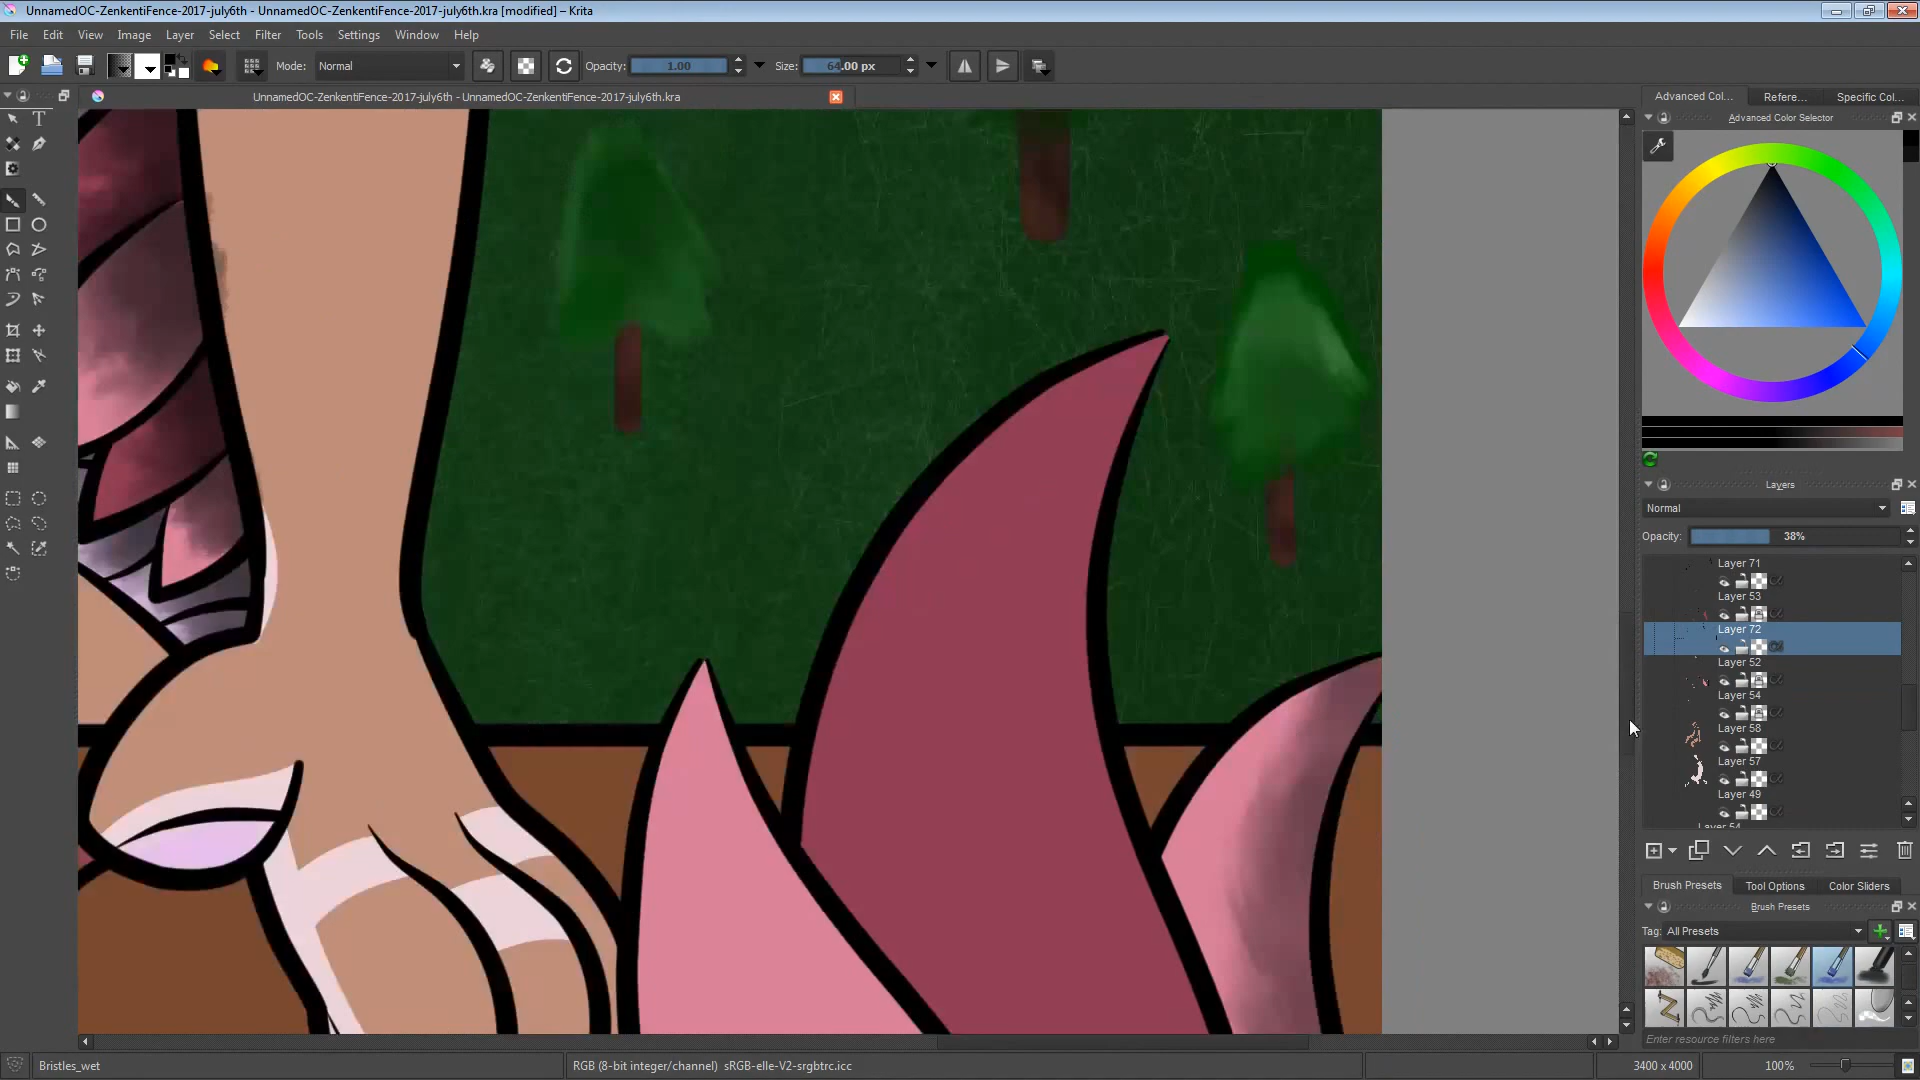 UnnamedOC-ZenkentiFence-2017-july6th - UnnamedOC-ZenkentiFence-2017-july6th.kra [modified] – Krita
File Edit View Image Layer Select Filter Tools Settings Window Help
Mode: Normal Opacity: 1.00 Size: 64.00 px
UnnamedOC-ZenkentiFence-2017-july6th - UnnamedOC-ZenkentiFence-2017-july6th.kra
Advanced Col... Refere... Specific Col...
Advanced Color Selector
Layers
Normal
Opacity: 38%
Layer 71
Layer 53
Layer 72
Layer 52
Layer 54
Layer 58
Layer 57
Layer 49
Layer 54
Brush Presets Tool Options Color Sliders
Brush Presets
Tag: All Presets
Enter resource filters here
Bristles_wet RGB (8-bit integer/channel) sRGB-elle-V2-srgbtrc.icc 3400 x 4000 100%